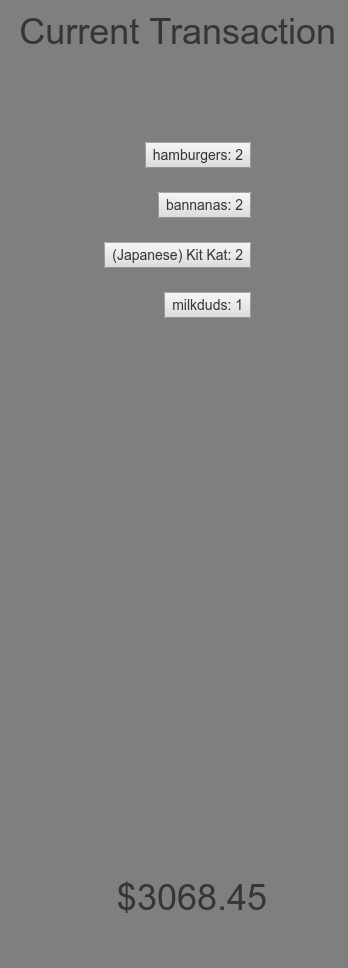 Current Transaction
hamburgers: 2
bannanas: 2
(Japanese) Kit Kat: 2
milkduds: 1
$3068.45